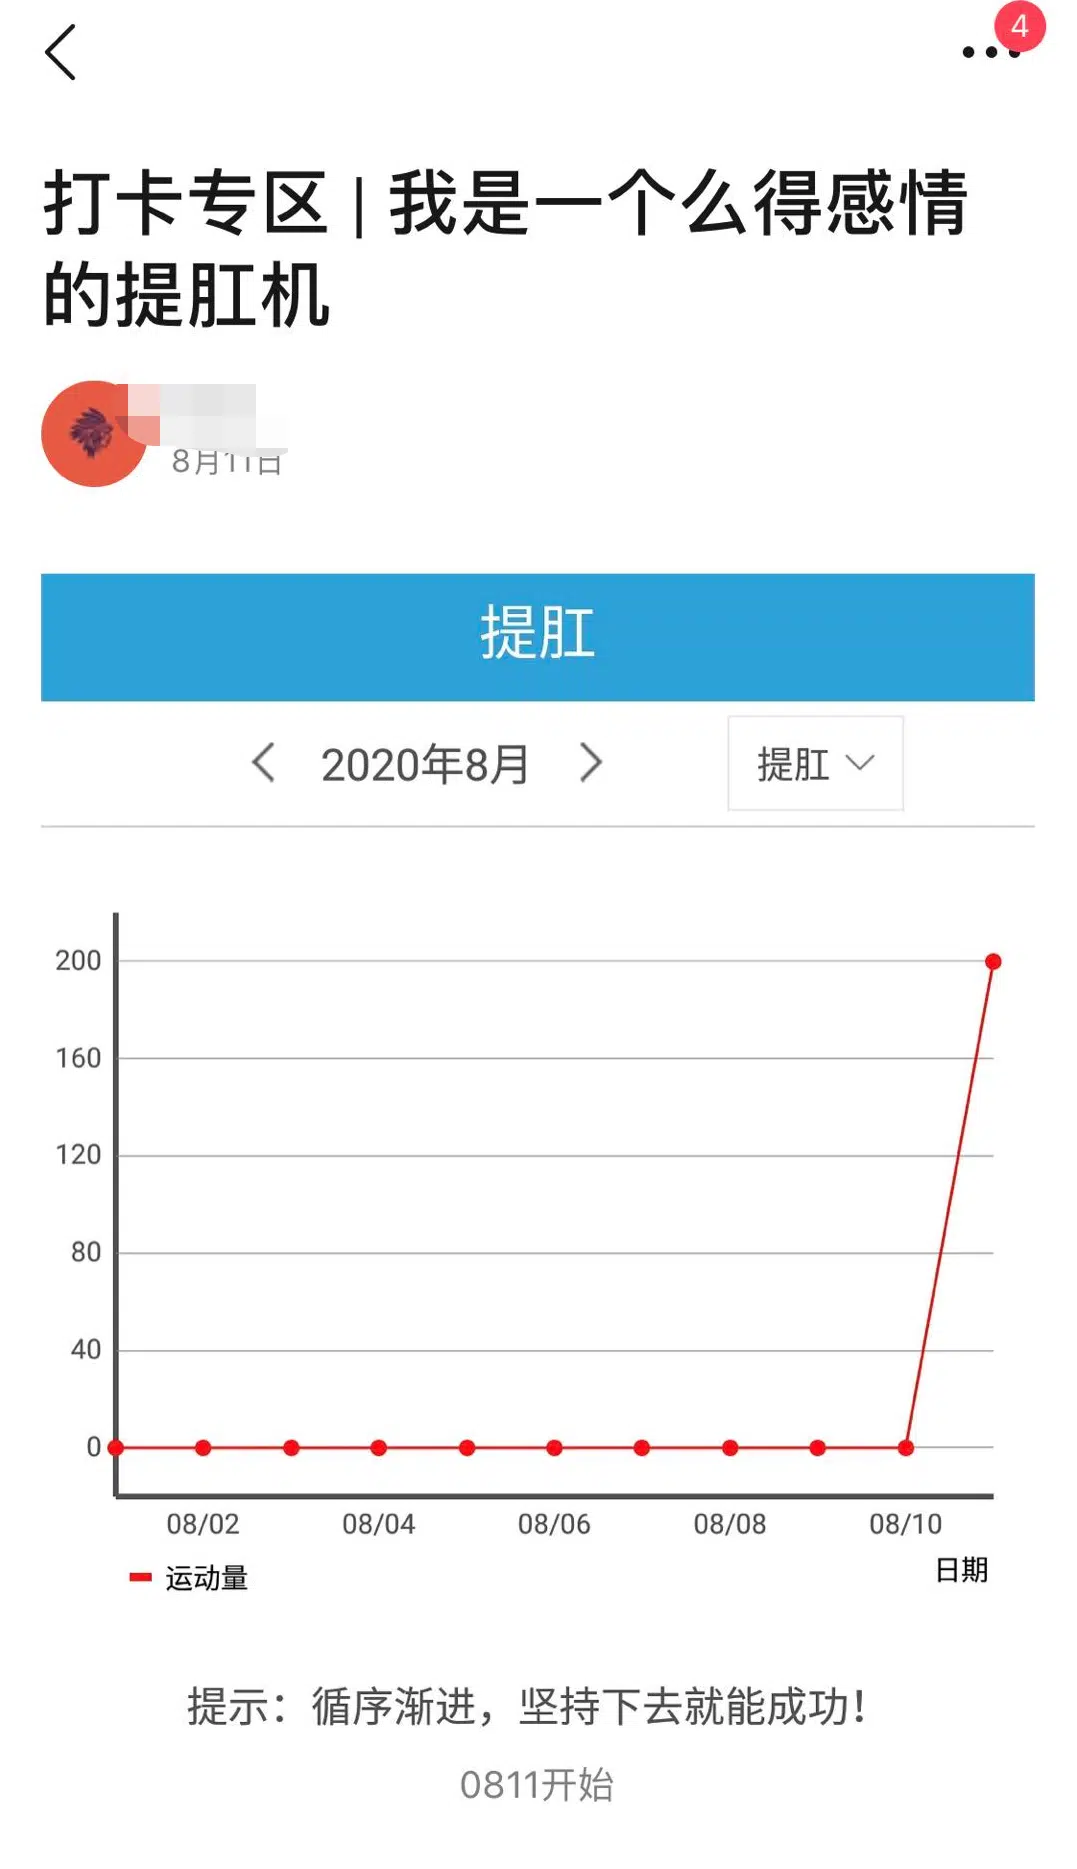 4
打卡专区 | 我是一个么得感情
的提肛机
8月11日
提肛
2020年8月
提肛
200
160
120
80
40
0
08/02 08/04 08/06 08/08 08/10
运动量
日期
提示：循序渐进，坚持下去就能成功！
0811开始